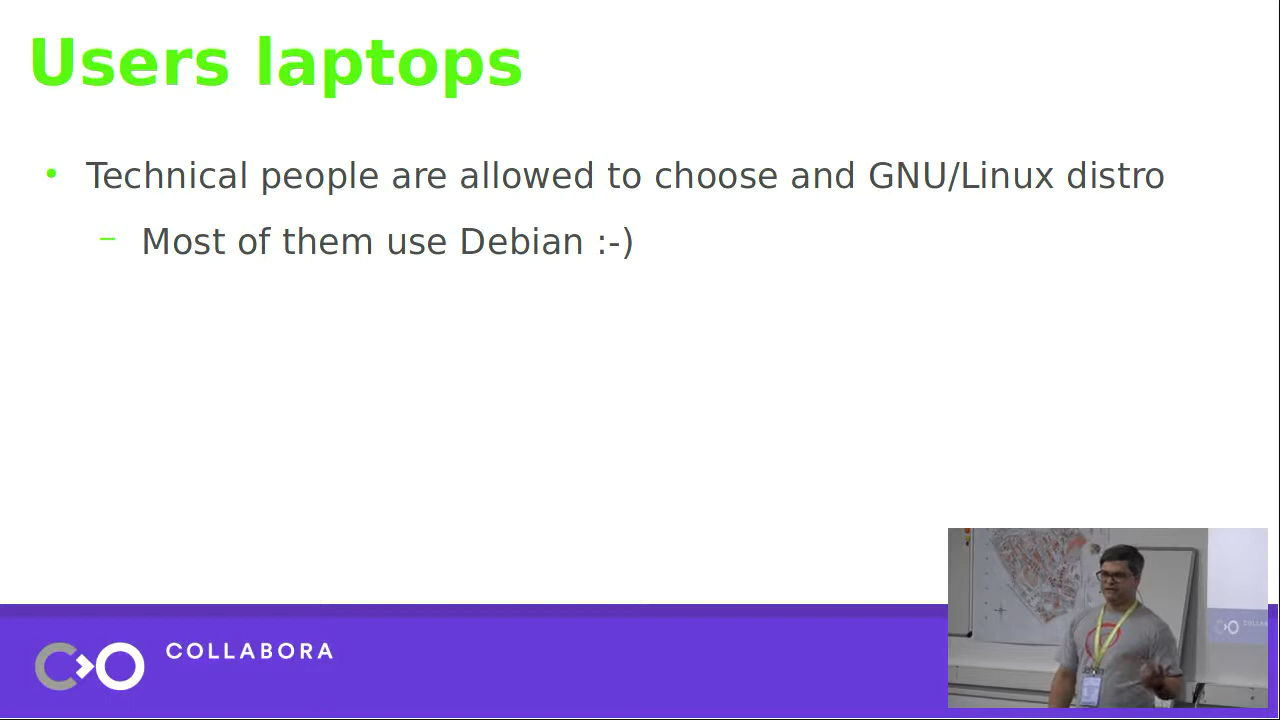 Users laptops
• Technical people are allowed to choose and GNU/Linux distro
– Most of them use Debian :-)
COLLABORA